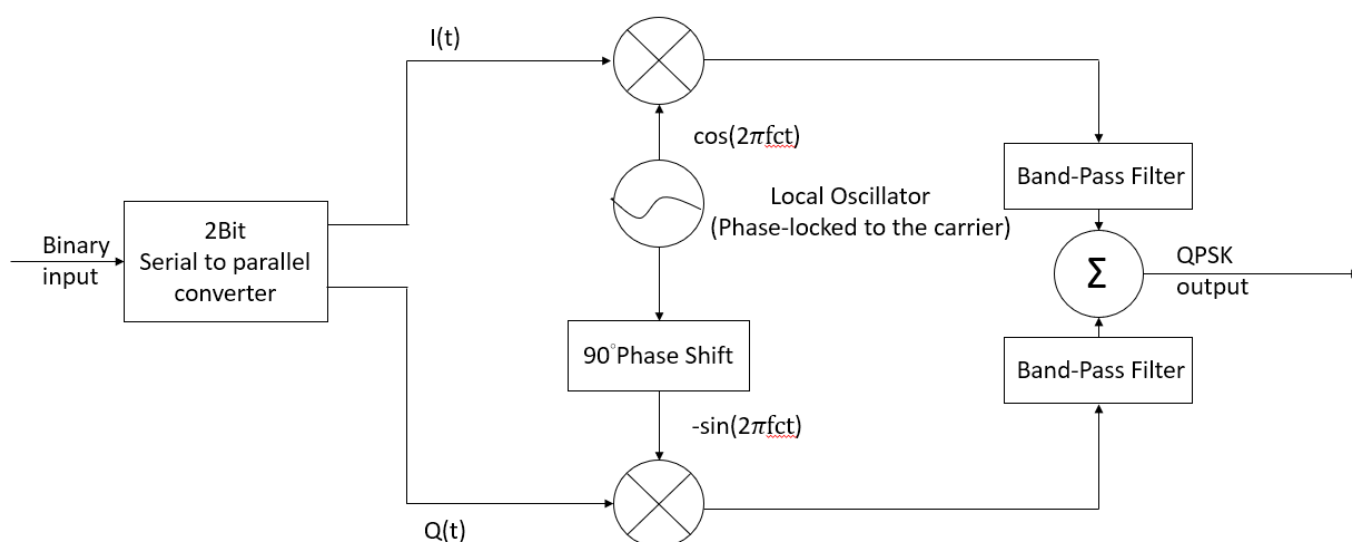 I(t)
cos(2𝜋fct)
Band-Pass Filter
Local Oscillator
(Phase-locked to the carrier)
2Bit
Serial to parallel
converter
Binary
input
Σ
QPSK
output
90°Phase Shift
Band-Pass Filter
-sin(2𝜋fct)
Q(t)